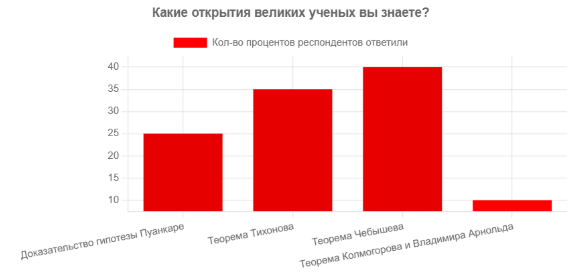 Какие открытия великих ученых вы знаете?
Кол-во процентов респондентов ответили
40
35
30
25
20
15
10
Доказательство гипотезы Пуанкаре
Теорема Тихонова
Теорема Чебышева
Теорема Колмогорова и Владимира Арнольда